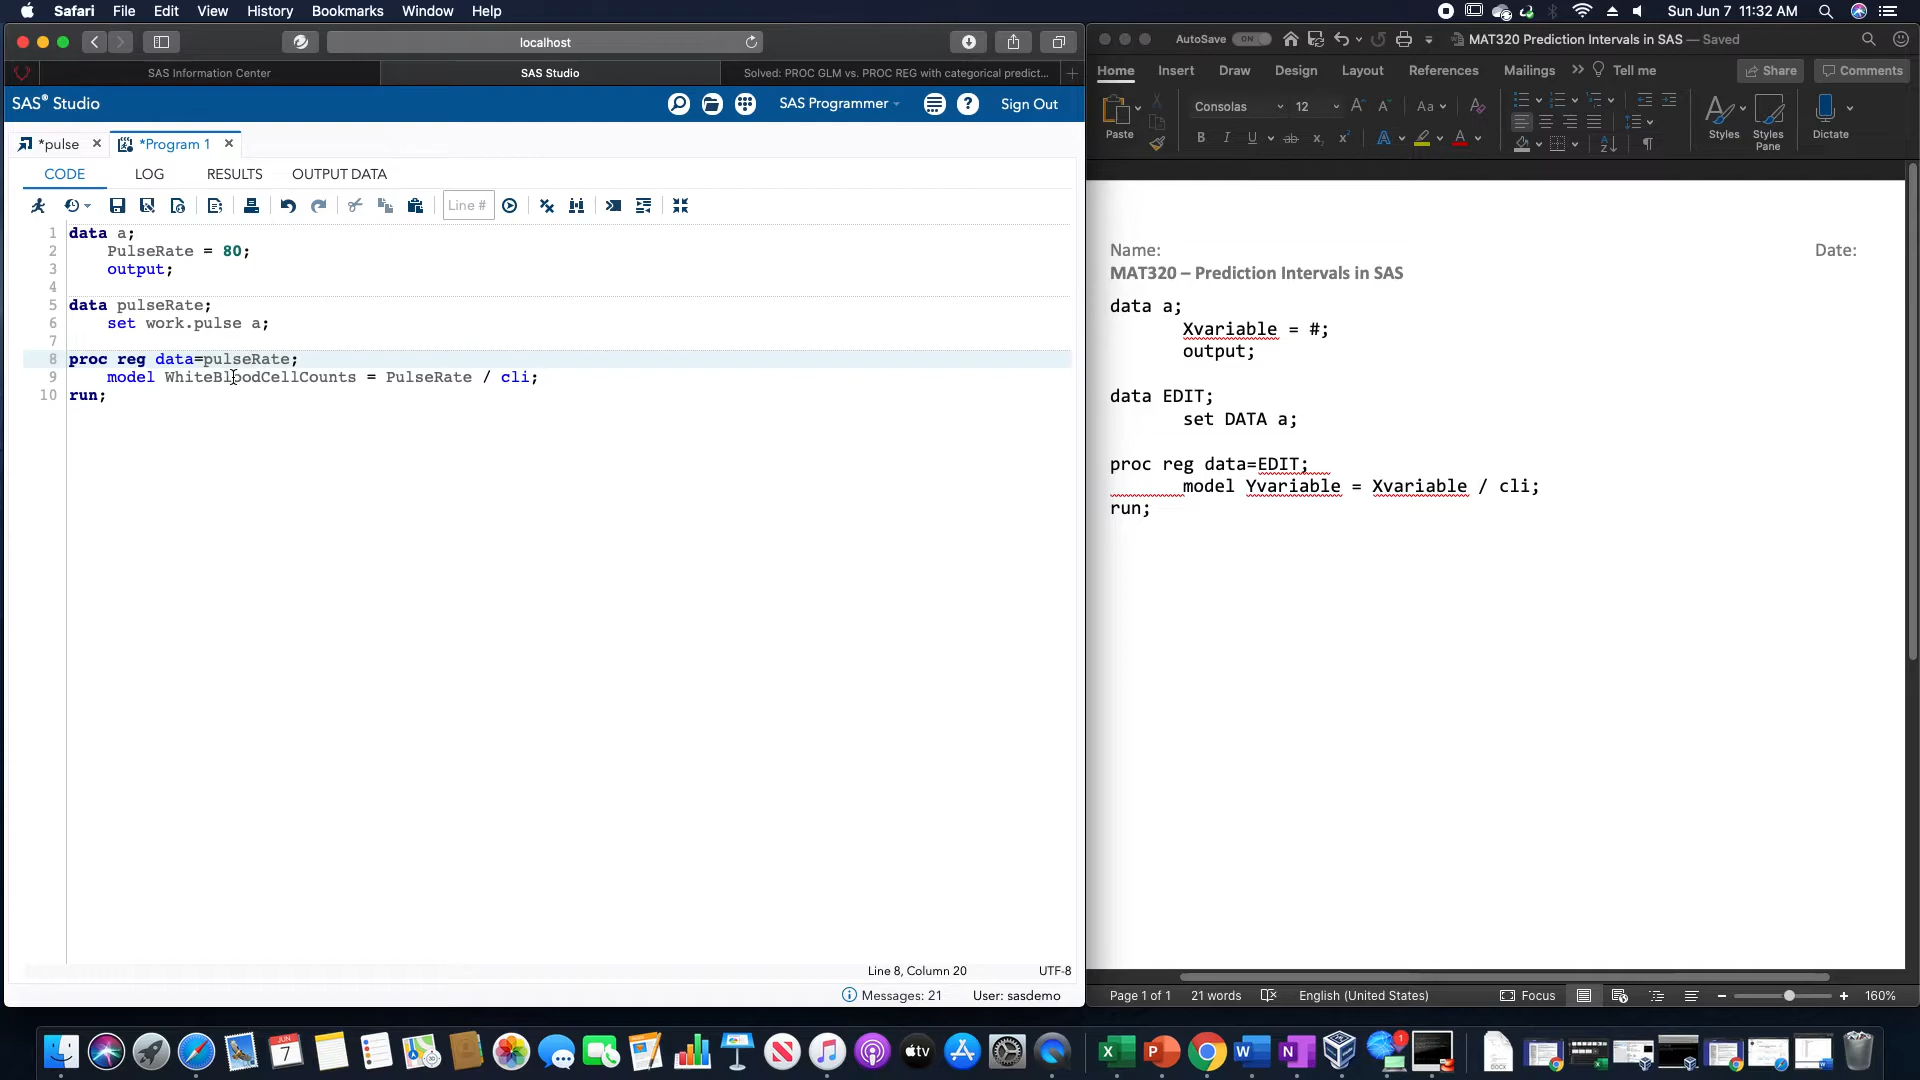 Safari File Edit View History Bookmarks Window Help Sun Jun 7 11:32 AM
localhost
SAS Information Center SAS Studio Solved: PROC GLM vs. PROC REG with categorical predict...
SAS® Studio SAS Programmer Sign Out
*pulse *Program 1
CODE LOG RESULTS OUTPUT DATA
Line #
1 data a;
2 PulseRate = 80;
3 output;
4
5 data pulseRate;
6 set work.pulse a;
7
8 proc reg data=pulseRate;
9 model WhiteBloodCellCounts = PulseRate / cli;
10 run;
Line 8, Column 20 UTF-8
Messages: 21 User: sasdemo
AutoSave ON MAT320 Prediction Intervals in SAS — Saved
Home Insert Draw Design Layout References Mailings Tell me Share Comments
Paste Consolas 12 Styles Styles Pane Dictate
Name: Date:
MAT320 – Prediction Intervals in SAS
data a;
Xvariable = #;
output;
data EDIT;
set DATA a;
proc reg data=EDIT;
model Yvariable = Xvariable / cli;
run;
Page 1 of 1 21 words English (United States) Focus 160%
JUN
7
tv
1